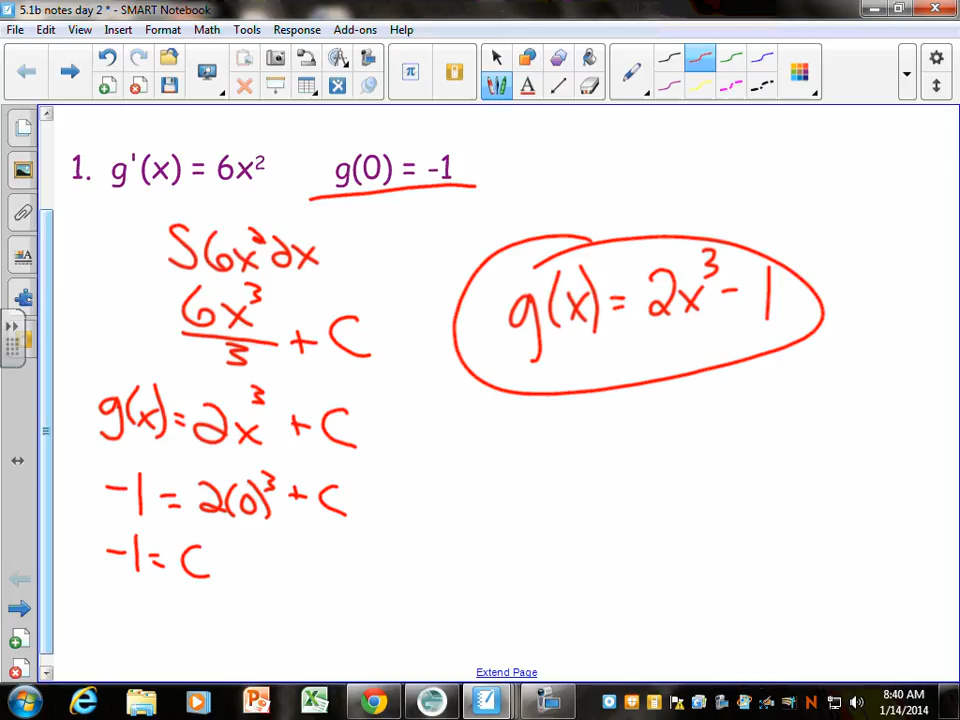 5.1b notes day 2 * - SMART Notebook
File Edit View Insert Format Math Tools Response Add-ons Help
1. g'(x) = 6x² g(0) = -1
∫6x²dx
6x³/3 + C
g(x) = 2x³ + C
-1 = 2(0)³ + C
-1 = C
g(x) = 2x³ - 1
Extend Page
8:40 AM
1/14/2014